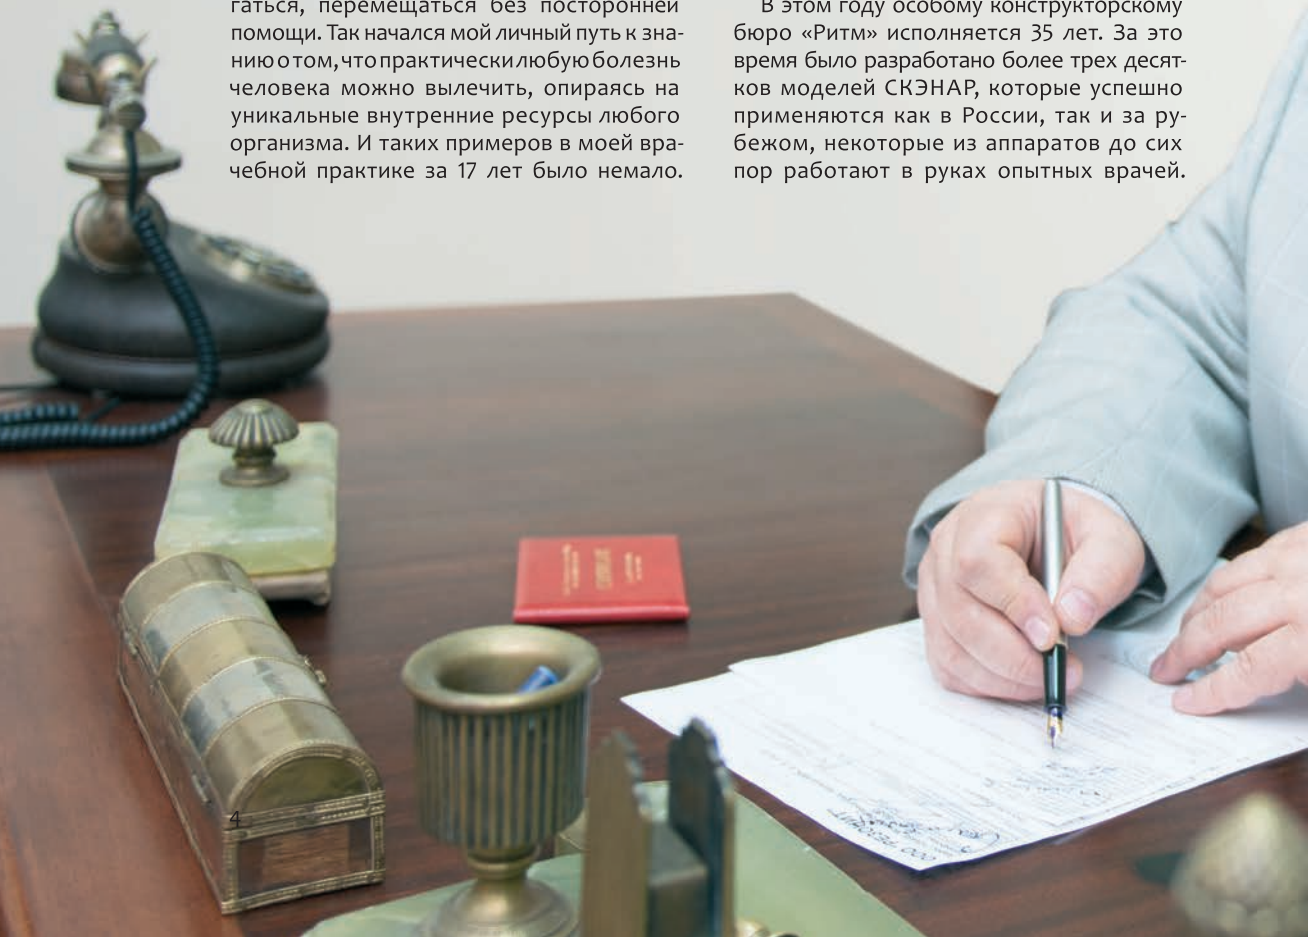 гаться, перемещаться без посторонней
помощи. Так начался мой личный путь к зна-
нию о том, что практически любую болезнь
человека можно вылечить, опираясь на
уникальные внутренние ресурсы любого
организма. И таких примеров в моей вра-
чебной практике за 17 лет было немало.
В этом году особому конструкторскому
бюро «Ритм» исполняется 35 лет. За это
время было разработано более трех десят-
ков моделей СКЭНАР, которые успешно
применяются как в России, так и за ру-
бежом, некоторые из аппаратов до сих
пор работают в руках опытных врачей.
4